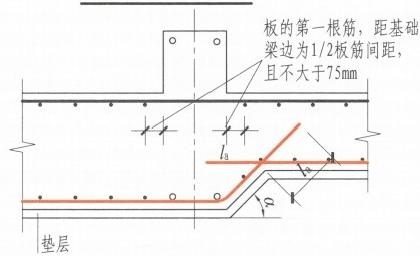 板的第一根筋，距基础
梁边为1/2板筋间距，
且不大于75mm
la
la
α
垫层